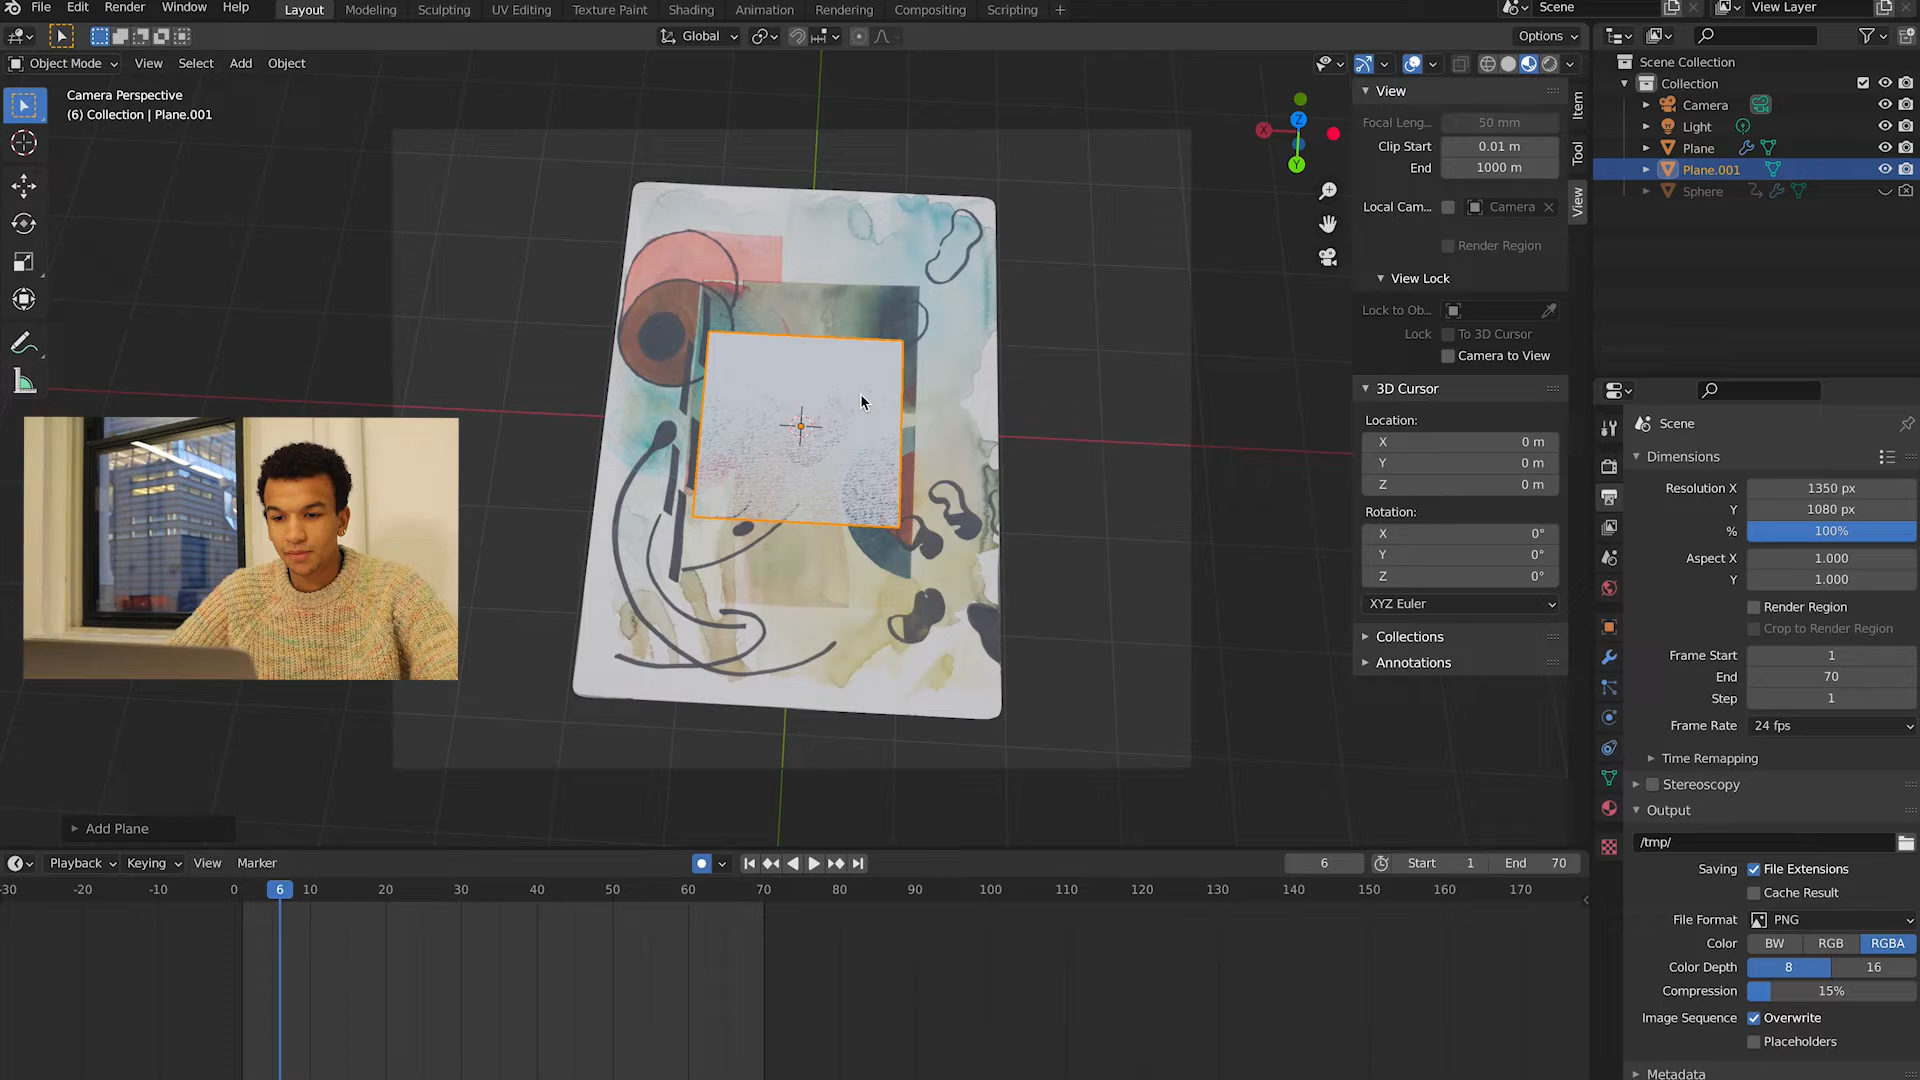 File Edit Render Window Help Layout Modeling Sculpting UV Editing Texture Paint Shading Animation Rendering Compositing Scripting + Scene View Layer
Global Options
Object Mode View Select Add Object
Camera Perspective
(6) Collection | Plane.001
X
Z
Y
View
Focal Leng... 50 mm
Clip Start 0.01 m
End 1000 m
Local Cam... Camera
Render Region
View Lock
Lock to Ob...
Lock To 3D Cursor
Camera to View
3D Cursor
Location:
X 0 m
Y 0 m
Z 0 m
Rotation:
X 0°
Y 0°
Z 0°
XYZ Euler
Collections
Annotations
Item
Tool
View
Scene Collection
Collection
Camera
Light
Plane
Plane.001
Sphere
Scene
Dimensions
Resolution X 1350 px
Y 1080 px
% 100%
Aspect X 1.000
Y 1.000
Render Region
Crop to Render Region
Frame Start 1
End 70
Step 1
Frame Rate 24 fps
Time Remapping
Stereoscopy
Output
/tmp/
Saving File Extensions
Cache Result
File Format PNG
Color BW RGB RGBA
Color Depth 8 16
Compression 15%
Image Sequence Overwrite
Placeholders
Metadata
Add Plane
Playback Keying View Marker 6 Start 1 End 70
-30 -20 -10 0 6 10 20 30 40 50 60 70 80 90 100 110 120 130 140 150 160 170